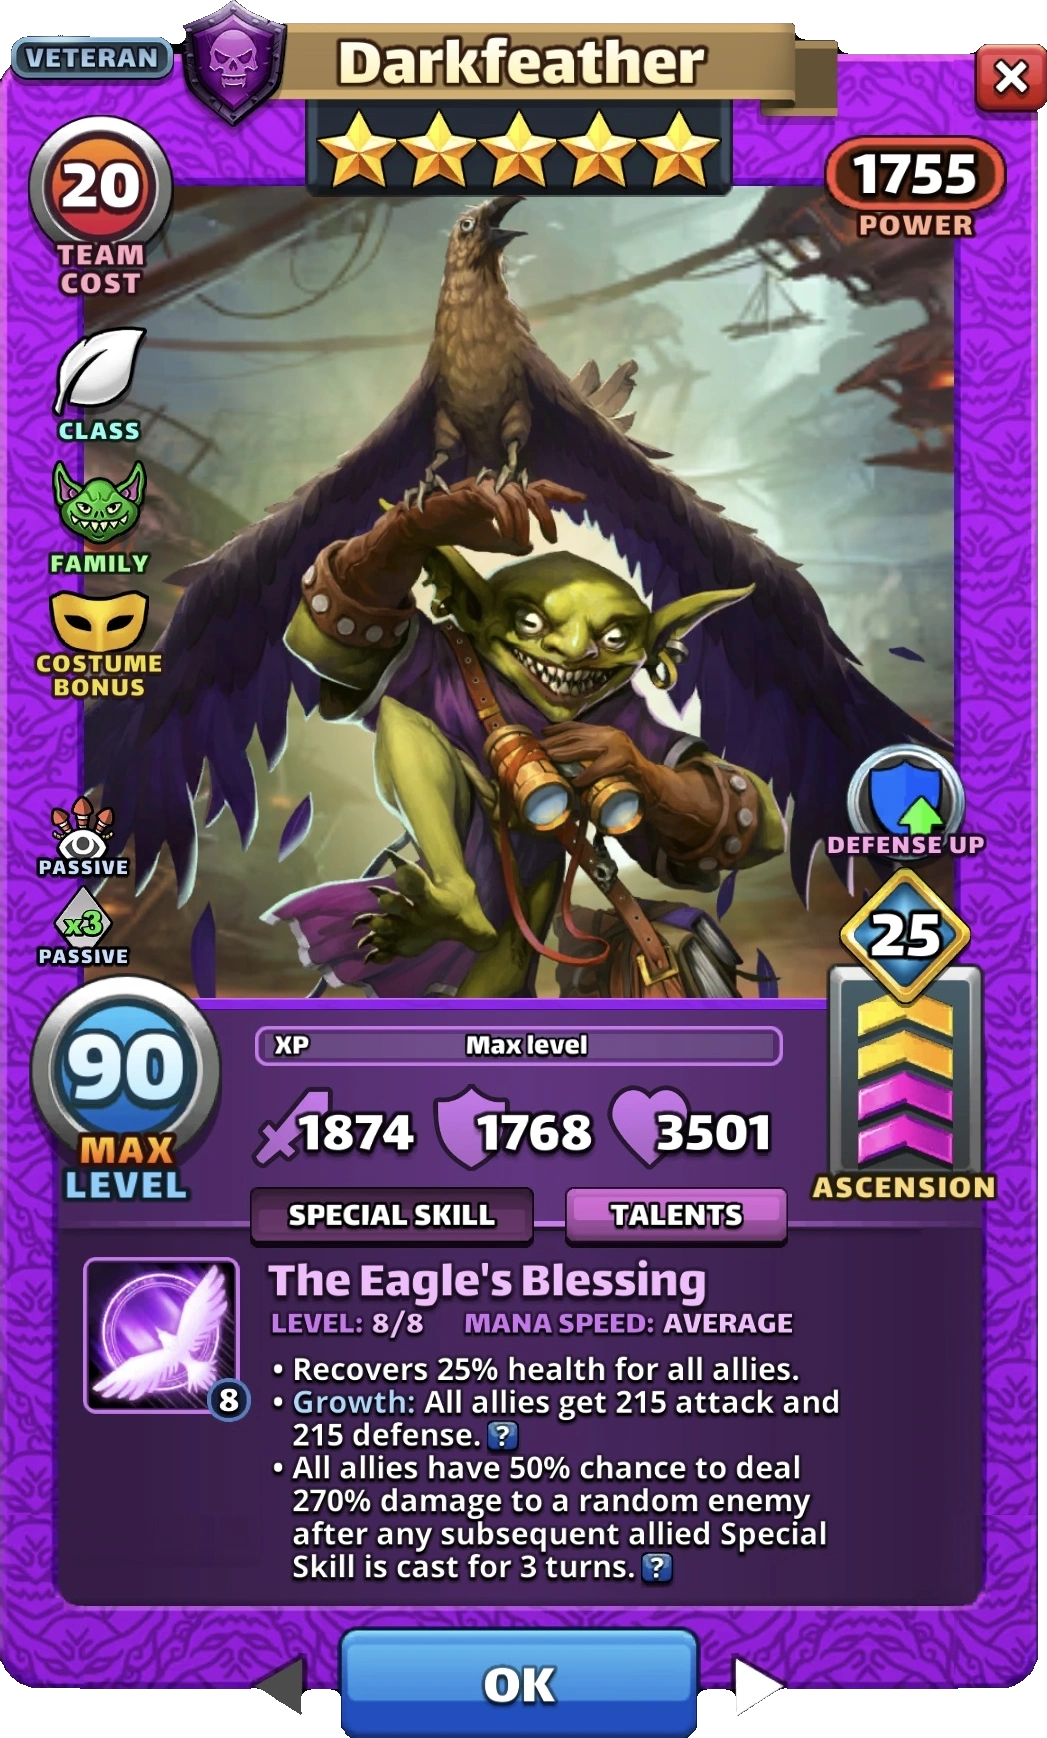 VETERAN
Darkfeather
20
TEAM
COST
1755
POWER
CLASS
FAMILY
COSTUME
BONUS
PASSIVE
x3
PASSIVE
DEFENSE UP
25
90
MAX
LEVEL
XP Max level
1874 1768 3501
ASCENSION
SPECIAL SKILL TALENTS
The Eagle's Blessing
LEVEL: 8/8 MANA SPEED: AVERAGE
8
• Recovers 25% health for all allies.
• Growth: All allies get 215 attack and
215 defense. ?
• All allies have 50% chance to deal
270% damage to a random enemy
after any subsequent allied Special
Skill is cast for 3 turns. ?
OK